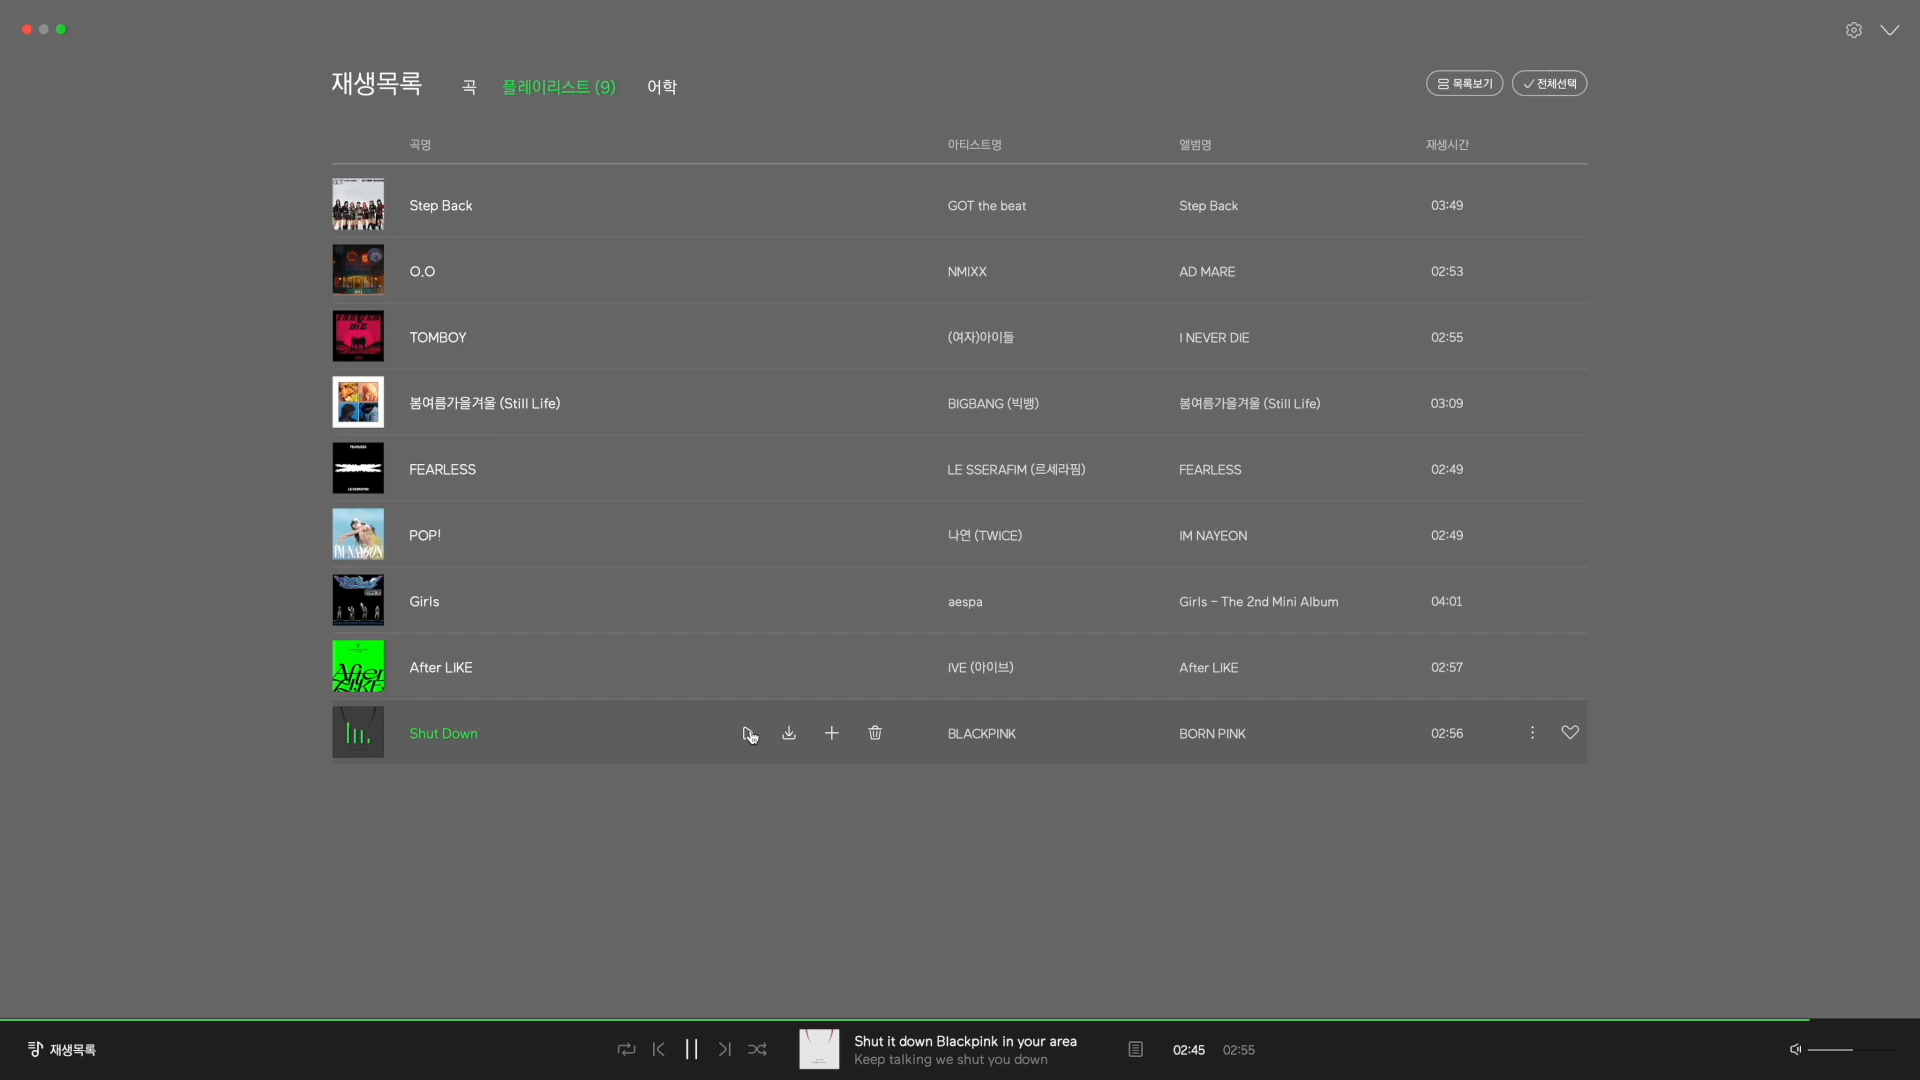 재생목록 곡 플레이리스트 (9) 어학 목록보기 전체선택
곡명 아티스트명 앨범명 재생시간
Step Back GOT the beat Step Back 03:49
O.O NMIXX AD MARE 02:53
TOMBOY (여자)아이들 I NEVER DIE 02:55
봄여름가을겨울 (Still Life) BIGBANG (빅뱅) 봄여름가을겨울 (Still Life) 03:09
FEARLESS LE SSERAFIM (르세라핌) FEARLESS 02:49
IM NAYEON POP! 나연 (TWICE) IM NAYEON 02:49
Girls aespa Girls – The 2nd Mini Album 04:01
After LIKE After LIKE IVE (아이브) After LIKE 02:57
Shut Down BLACKPINK BORN PINK 02:56
재생목록 Shut it down Blackpink in your area 02:45 02:55
Keep talking we shut you down